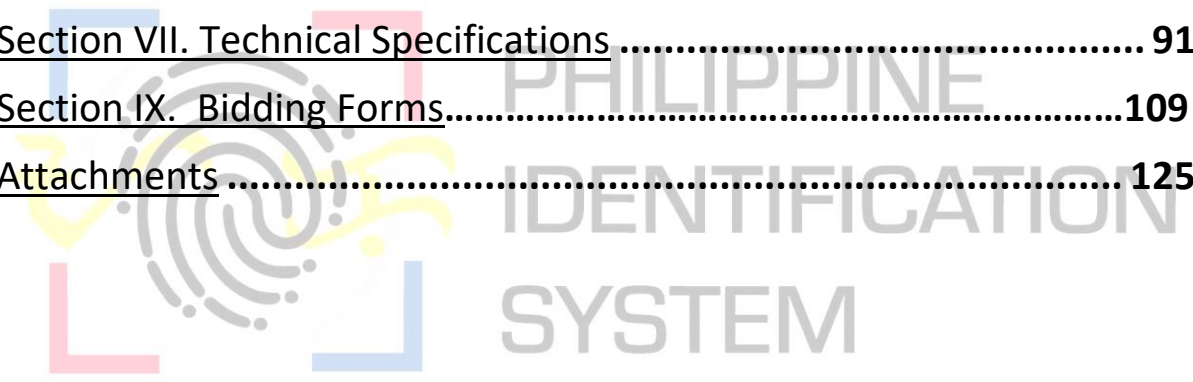 Section VII. Technical Specifications ................................................ 91
Section IX.  Bidding Forms……………………………………………………………109
Attachments ................................................................................. 125
PHILIPPINE
IDENTIFICATION
SYSTEM